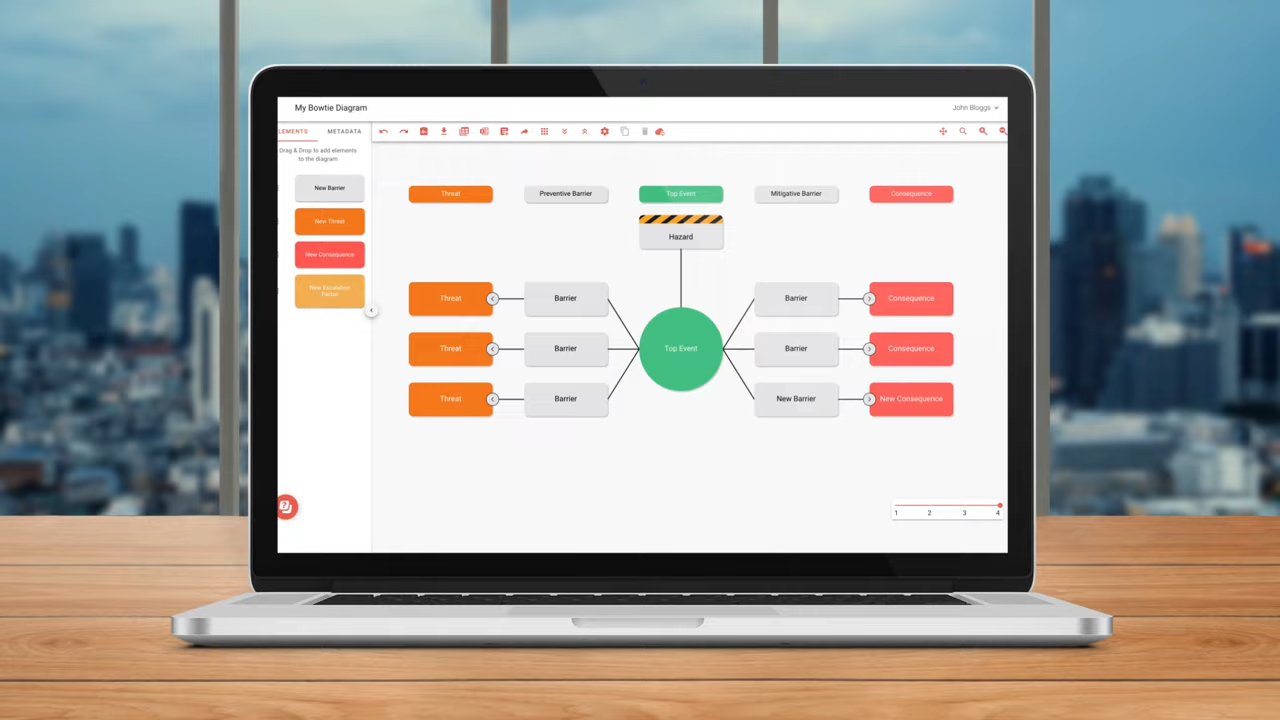 My Bowtie Diagram
John Bloggs
LEMENTS
METADATA
Drag & Drop to add elements
to the diagram
New Barrier
New Threat
New Consequence
New Escalation
Factor
Threat
Preventive Barrier
Top Event
Mitigative Barrier
Consequence
Hazard
Threat
Barrier
Barrier
Consequence
Threat
Barrier
Top Event
Barrier
Consequence
Threat
Barrier
New Barrier
New Consequence
1 2 3 4